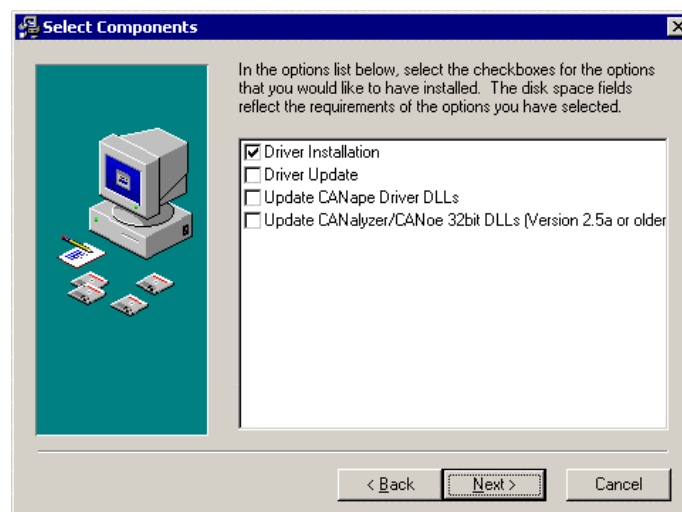 Select Components
In the options list below, select the checkboxes for the options
that you would like to have installed. The disk space fields
reflect the requirements of the options you have selected.
Driver Installation
Driver Update
Update CANape Driver DLLs
Update CANalyzer/CANoe 32bit DLLs (Version 2.5a or older
< Back
Next >
Cancel